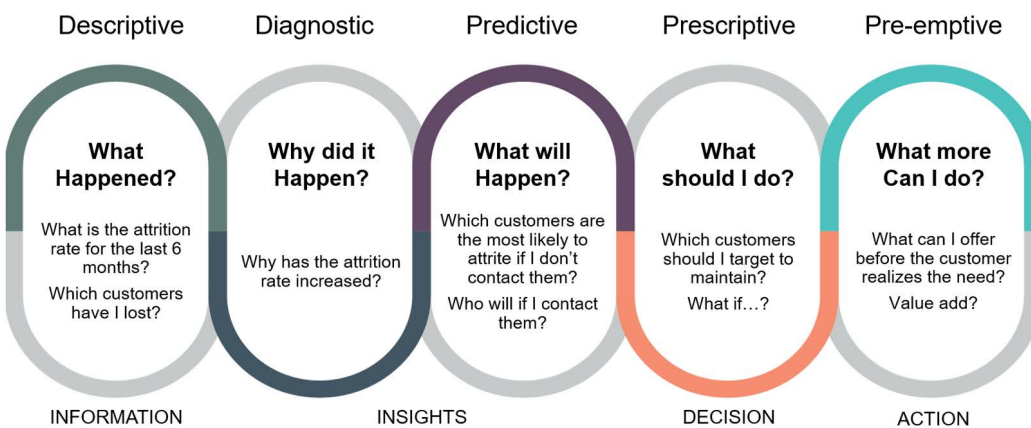 Descriptive
Diagnostic
Predictive
Prescriptive
Pre-emptive
What
Happened?
What is the attrition
rate for the last 6
months?
Which customers
have I lost?
Why did it
Happen?
Why has the attrition
rate increased?
What will
Happen?
Which customers are
the most likely to
attrite if I don’t
contact them?
Who will if I contact
them?
What
should I do?
Which customers
should I target to
maintain?
What if…?
What more
Can I do?
What can I offer
before the customer
realizes the need?
Value add?
INFORMATION
INSIGHTS
DECISION
ACTION